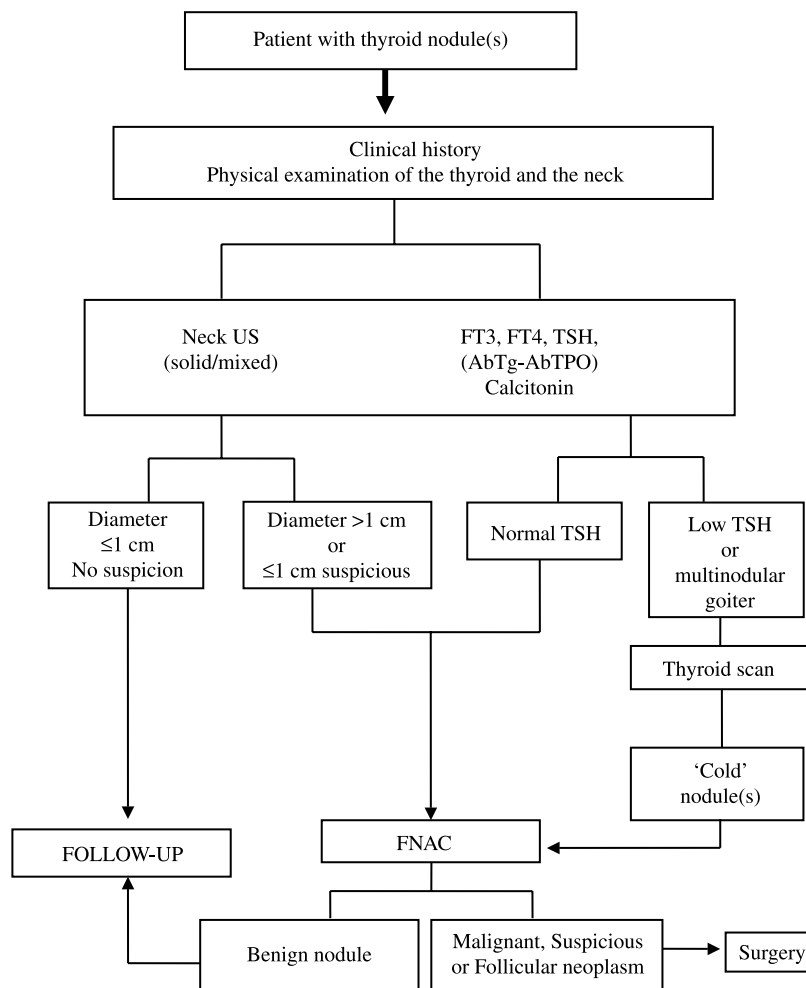 Patient with thyroid nodule(s)
Clinical history
Physical examination of the thyroid and the neck
Neck US
(solid/mixed)
FT3, FT4, TSH,
(AbTg-AbTPO)
Calcitonin
Diameter
≤1 cm
No suspicion
Diameter >1 cm
or
≤1 cm suspicious
Normal TSH
Low TSH
or
multinodular
goiter
Thyroid scan
‘Cold’
nodule(s)
FOLLOW-UP
FNAC
Benign nodule
Malignant, Suspicious
or Follicular neoplasm
Surgery